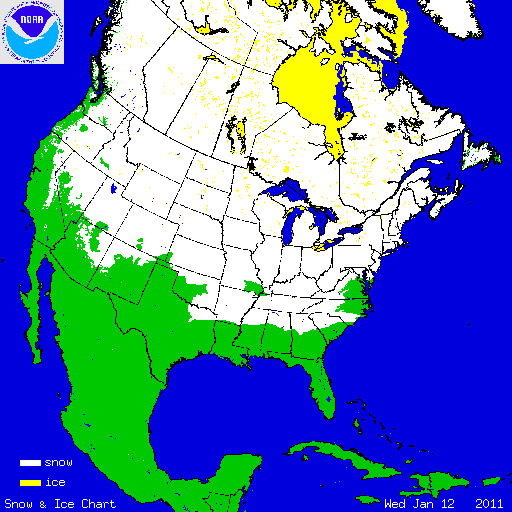 NOAA
snow
ice
Snow & Ice Chart
Wed Jan 12 2011